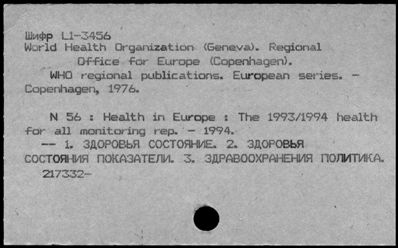 Шифр L1-3456
World Health Organization (Geneva). Regional
Office for Europe (Copenhagen).
WHO regional publications. European series. -
Copenhagen, 1976.
N 56 : Health in Europe : The 1993/1994 health
for all monitoring rep. - 1994.
-- 1. ЗДОРОВЬЯ СОСТОЯНИЕ. 2. ЗДОРОВЬЯ
СОСТОЯНИЯ ПОКАЗАТЕЛИ. 3. ЗДРАВООХРАНЕНИЯ ПОЛИТИКА.
217332-